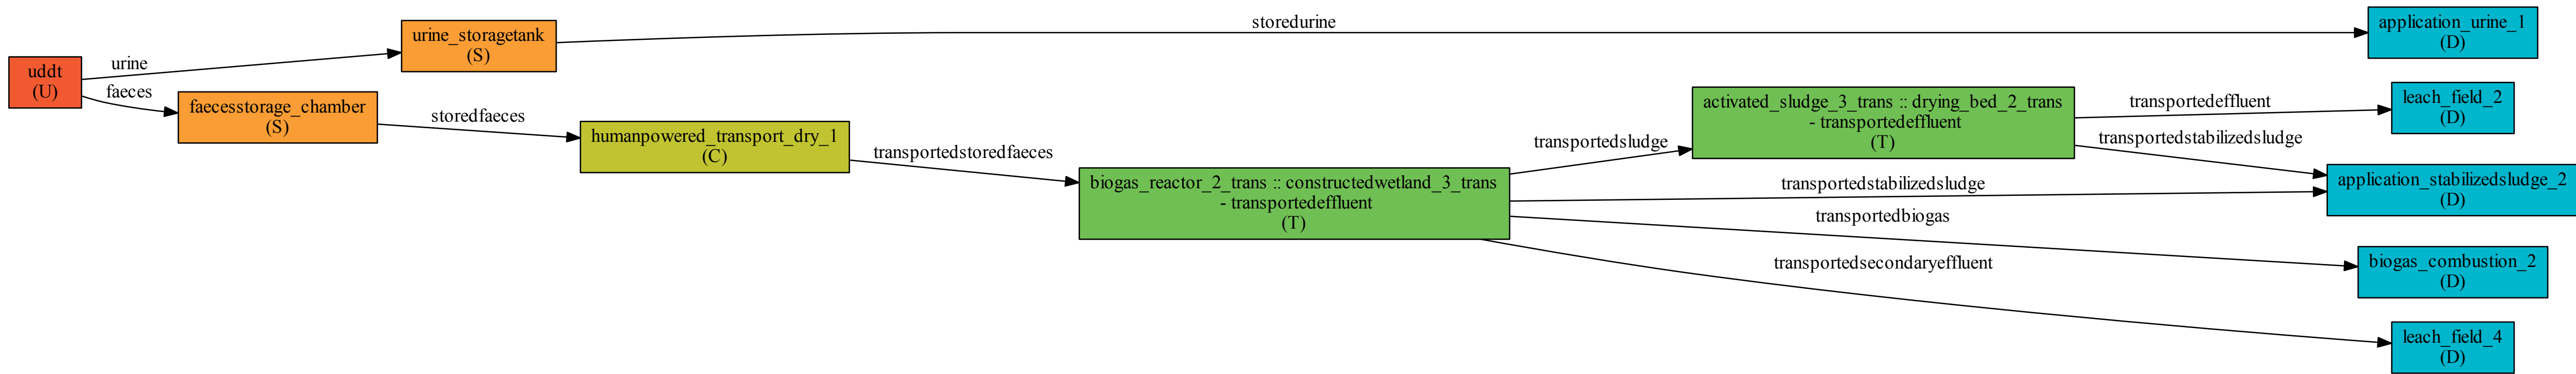 uddt
(U)
urine
faeces
urine_storagetank
(S)
faecesstorage_chamber
(S)
storedurine
storedfaeces
humanpowered_transport_dry_1
(C)
transportedstoredfaeces
biogas_reactor_2_trans :: constructedwetland_3_trans
- transportedeffluent
(T)
transportedsludge
activated_sludge_3_trans :: drying_bed_2_trans
- transportedeffluent
(T)
transportedeffluent
transportedstabilizedsludge
transportedstabilizedsludge
transportedbiogas
transportedsecondaryeffluent
application_urine_1
(D)
leach_field_2
(D)
application_stabilizedsludge_2
(D)
biogas_combustion_2
(D)
leach_field_4
(D)